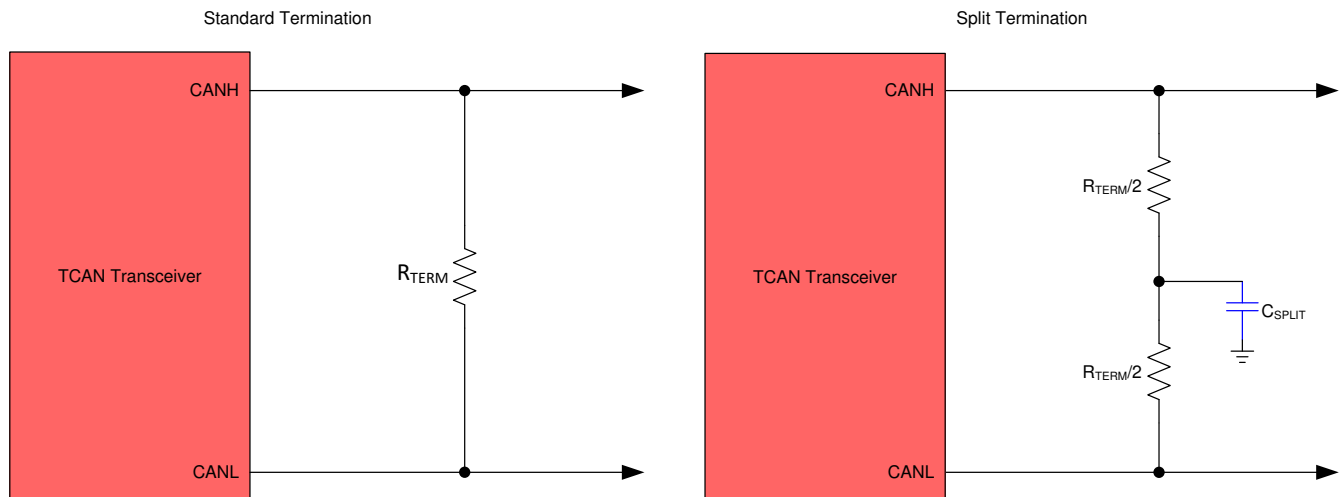 Standard Termination
CANH
TCAN Transceiver
RTERM
CANL
Split Termination
CANH
RTERM/2
TCAN Transceiver
CSPLIT
RTERM/2
CANL